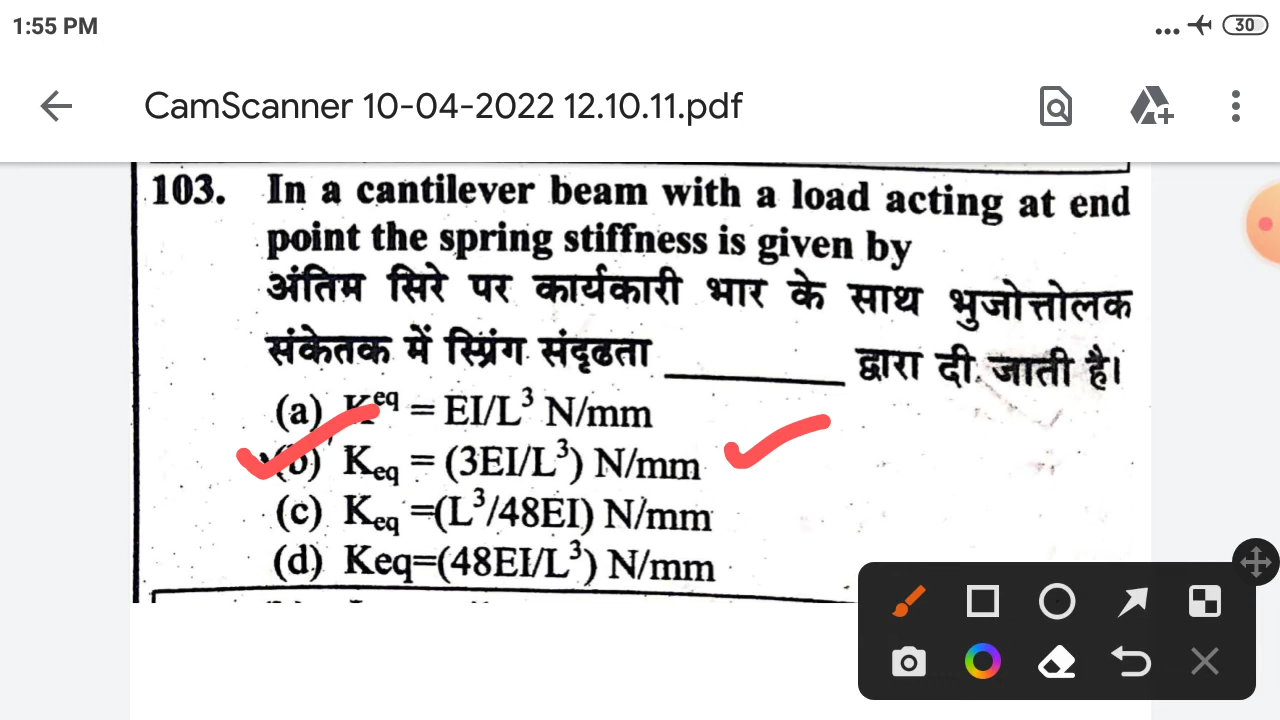 1:55 PM
30
CamScanner 10-04-2022 12.10.11.pdf
103. In a cantilever beam with a load acting at end
point the spring stiffness is given by
अंतिम सिरे पर कार्यकारी भार के साथ भुजोत्तोलक
संकेतक में स्प्रिंग संदृढता ________ द्वारा दी जाती है।
(a) Keq = EI/L³ N/mm
(b) Keq = (3EI/L³) N/mm
(c) Keq =(L³/48EI) N/mm
(d) Keq=(48EI/L³) N/mm